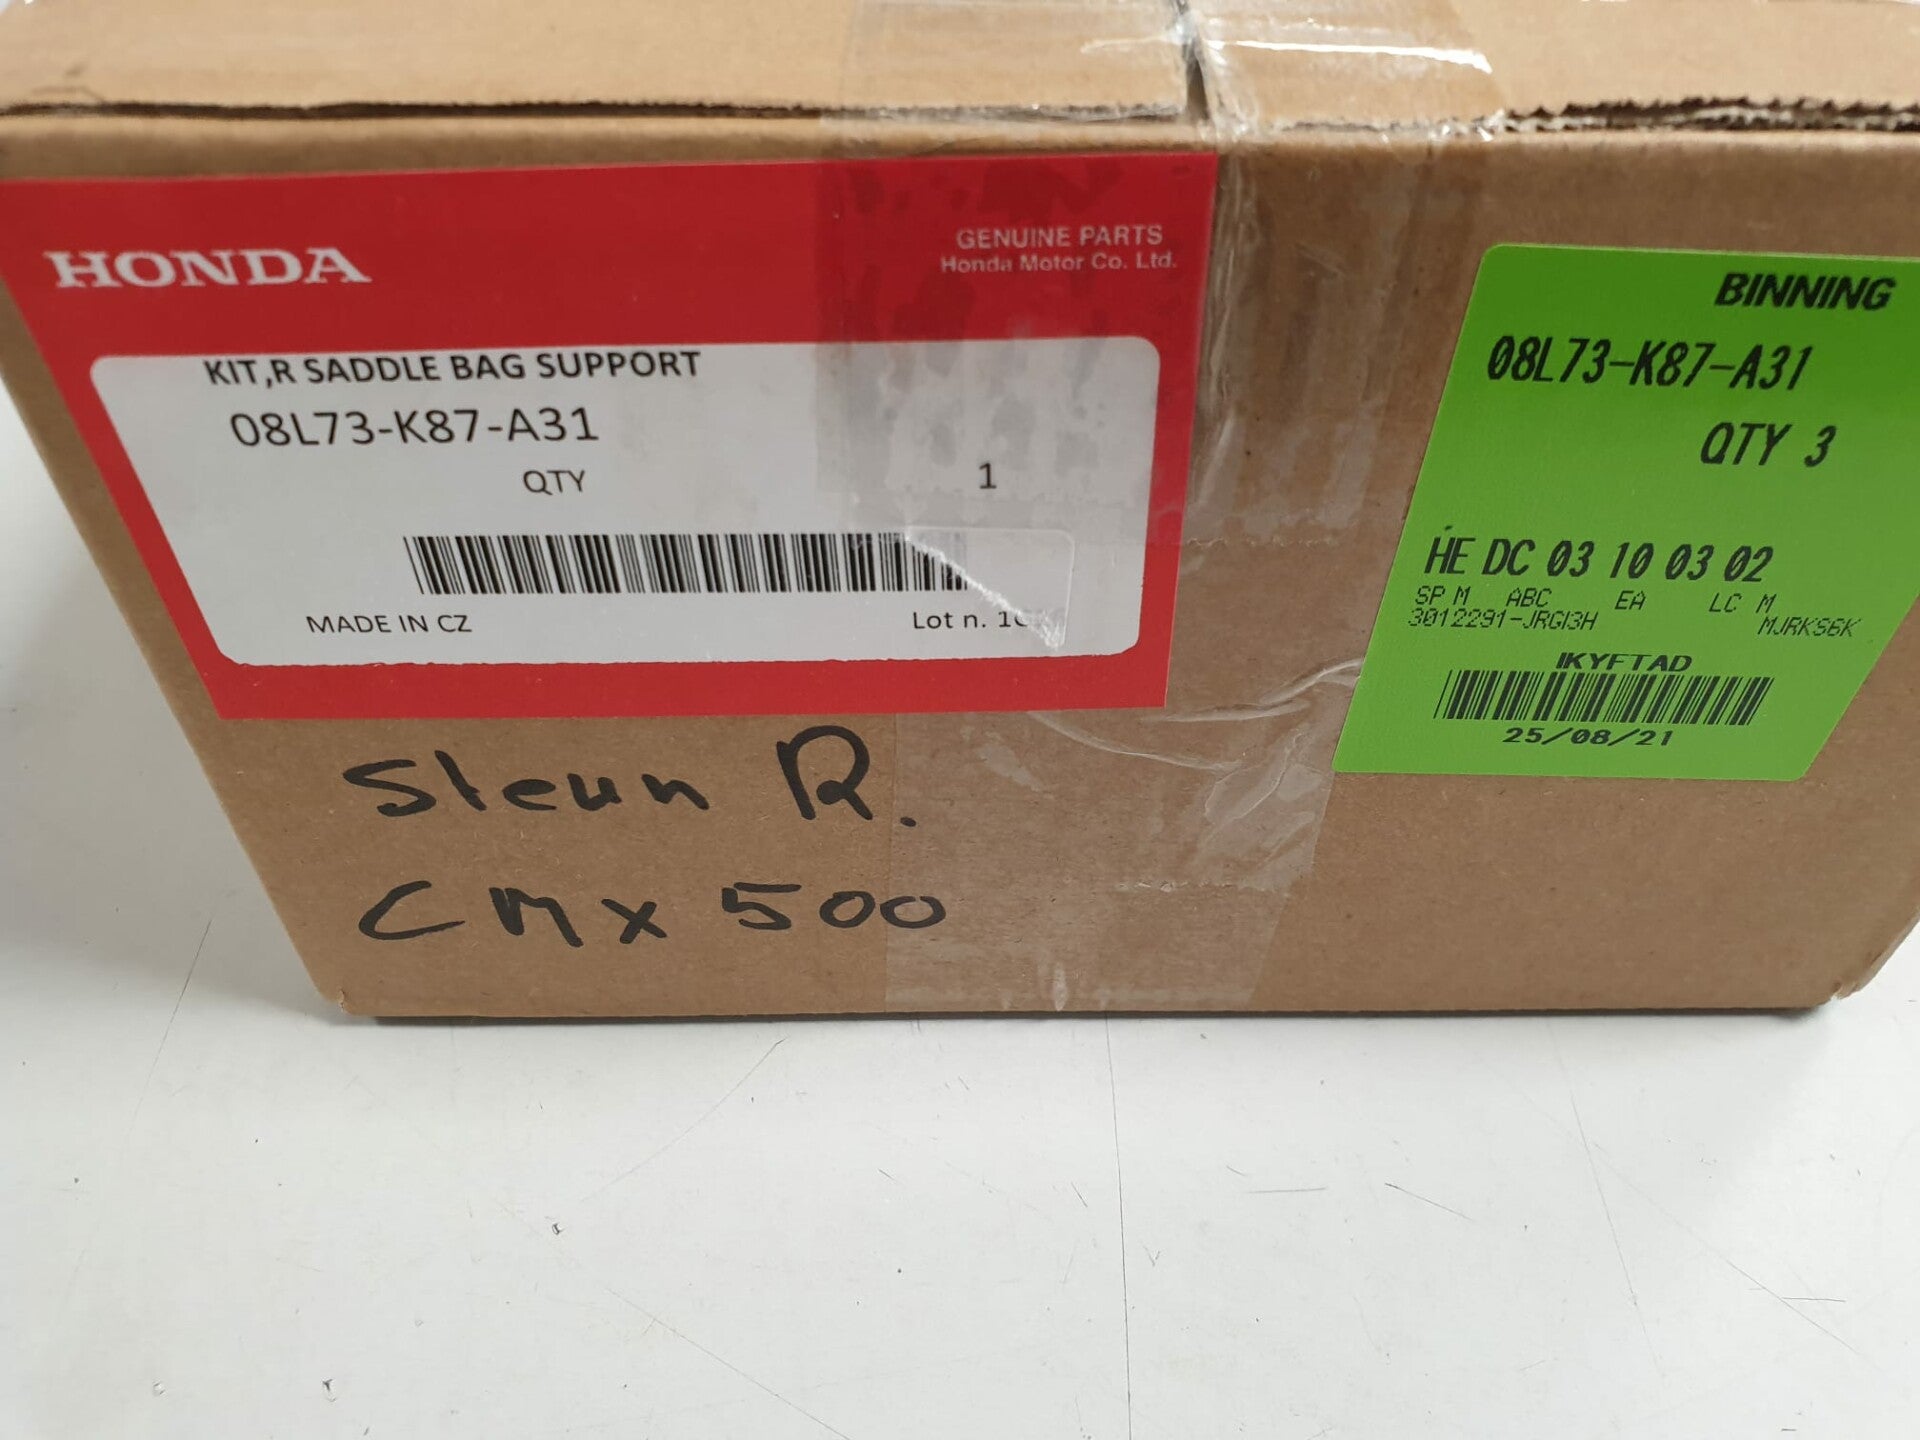 HONDA
GENUINE PARTS
Honda Motor Co. Ltd.
KIT,R SADDLE BAG SUPPORT
08L73-K87-A31
QTY 1
MADE IN CZ
Lot n.
BINNING
08L73-K87-A31
QTY 3
HE DC 03 10 03 02
SP M ABC EA LC M
3012291-JRGI3H MJRKS6K
IKYFTAD
25/08/21
Steun R.
CMX 500